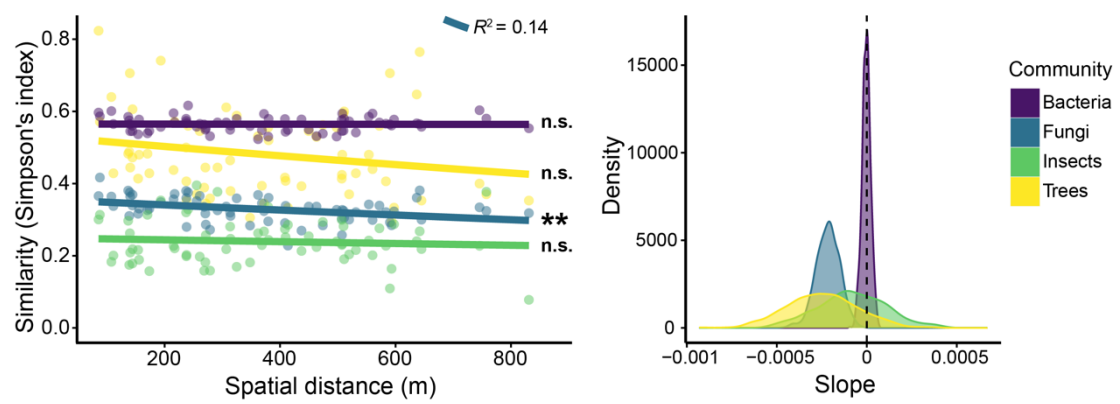 R² = 0.14
0.8
0.6
0.4
0.2
0.0
Similarity (Simpson's index)
n.s.
n.s.
**
n.s.
200
400
600
800
Spatial distance (m)
15000
10000
5000
0
Density
−0.001
−0.0005
0
0.0005
Slope
Community
Bacteria
Fungi
Insects
Trees